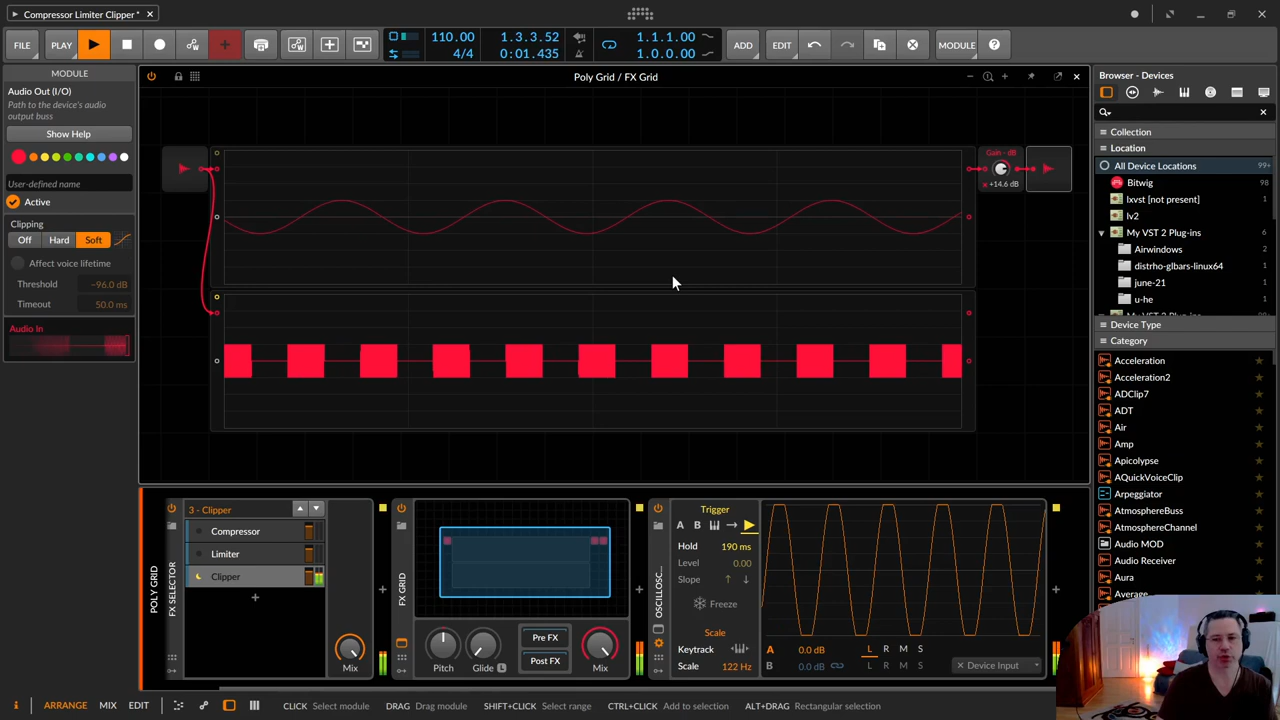 Compressor Limiter Clipper *
FILE
PLAY
110.00
4/4
1.3.3.52
0:01.435
1.1.1.00
1.0.0.00
ADD
EDIT
MODULE
MODULE
Audio Out (I/O)
Path to the device's audio
output buss
Show Help
User-defined name
Active
Clipping
Off
Hard
Soft
Affect voice lifetime
Threshold
−96.0 dB
Timeout
50.0 ms
Audio In
Poly Grid / FX Grid
Gain - dB
+14.6 dB
Browser - Devices
Collection
Location
All Device Locations
99+
Bitwig
98
lxvst [not present]
lv2
My VST 2 Plug-ins
6
Airwindows
2
distrho-glbars-linux64
1
june-21
1
u-he
1
Device Type
Category
Acceleration
Acceleration2
ADClip7
ADT
Air
Amp
Apicolypse
AQuickVoiceClip
Arpeggiator
AtmosphereBuss
AtmosphereChannel
Audio MOD
Audio Receiver
Aura
Average
POLY GRID
FX SELECTOR
3 - Clipper
Compressor
Limiter
Clipper
Mix
FX GRID
Pitch
Glide
L
Pre FX
Post FX
Mix
OSCILLOSC...
Trigger
A
B
Hold
190 ms
Level
0.00
Slope
Freeze
Scale
Keytrack
Scale
122 Hz
A
0.0 dB
L
R
M
S
B
0.0 dB
L
R
M
S
Device Input
i
ARRANGE
MIX
EDIT
CLICK Select module
DRAG Drag module
SHIFT+CLICK Select range
CTRL+CLICK Add to selection
ALT+DRAG Rectangular selection